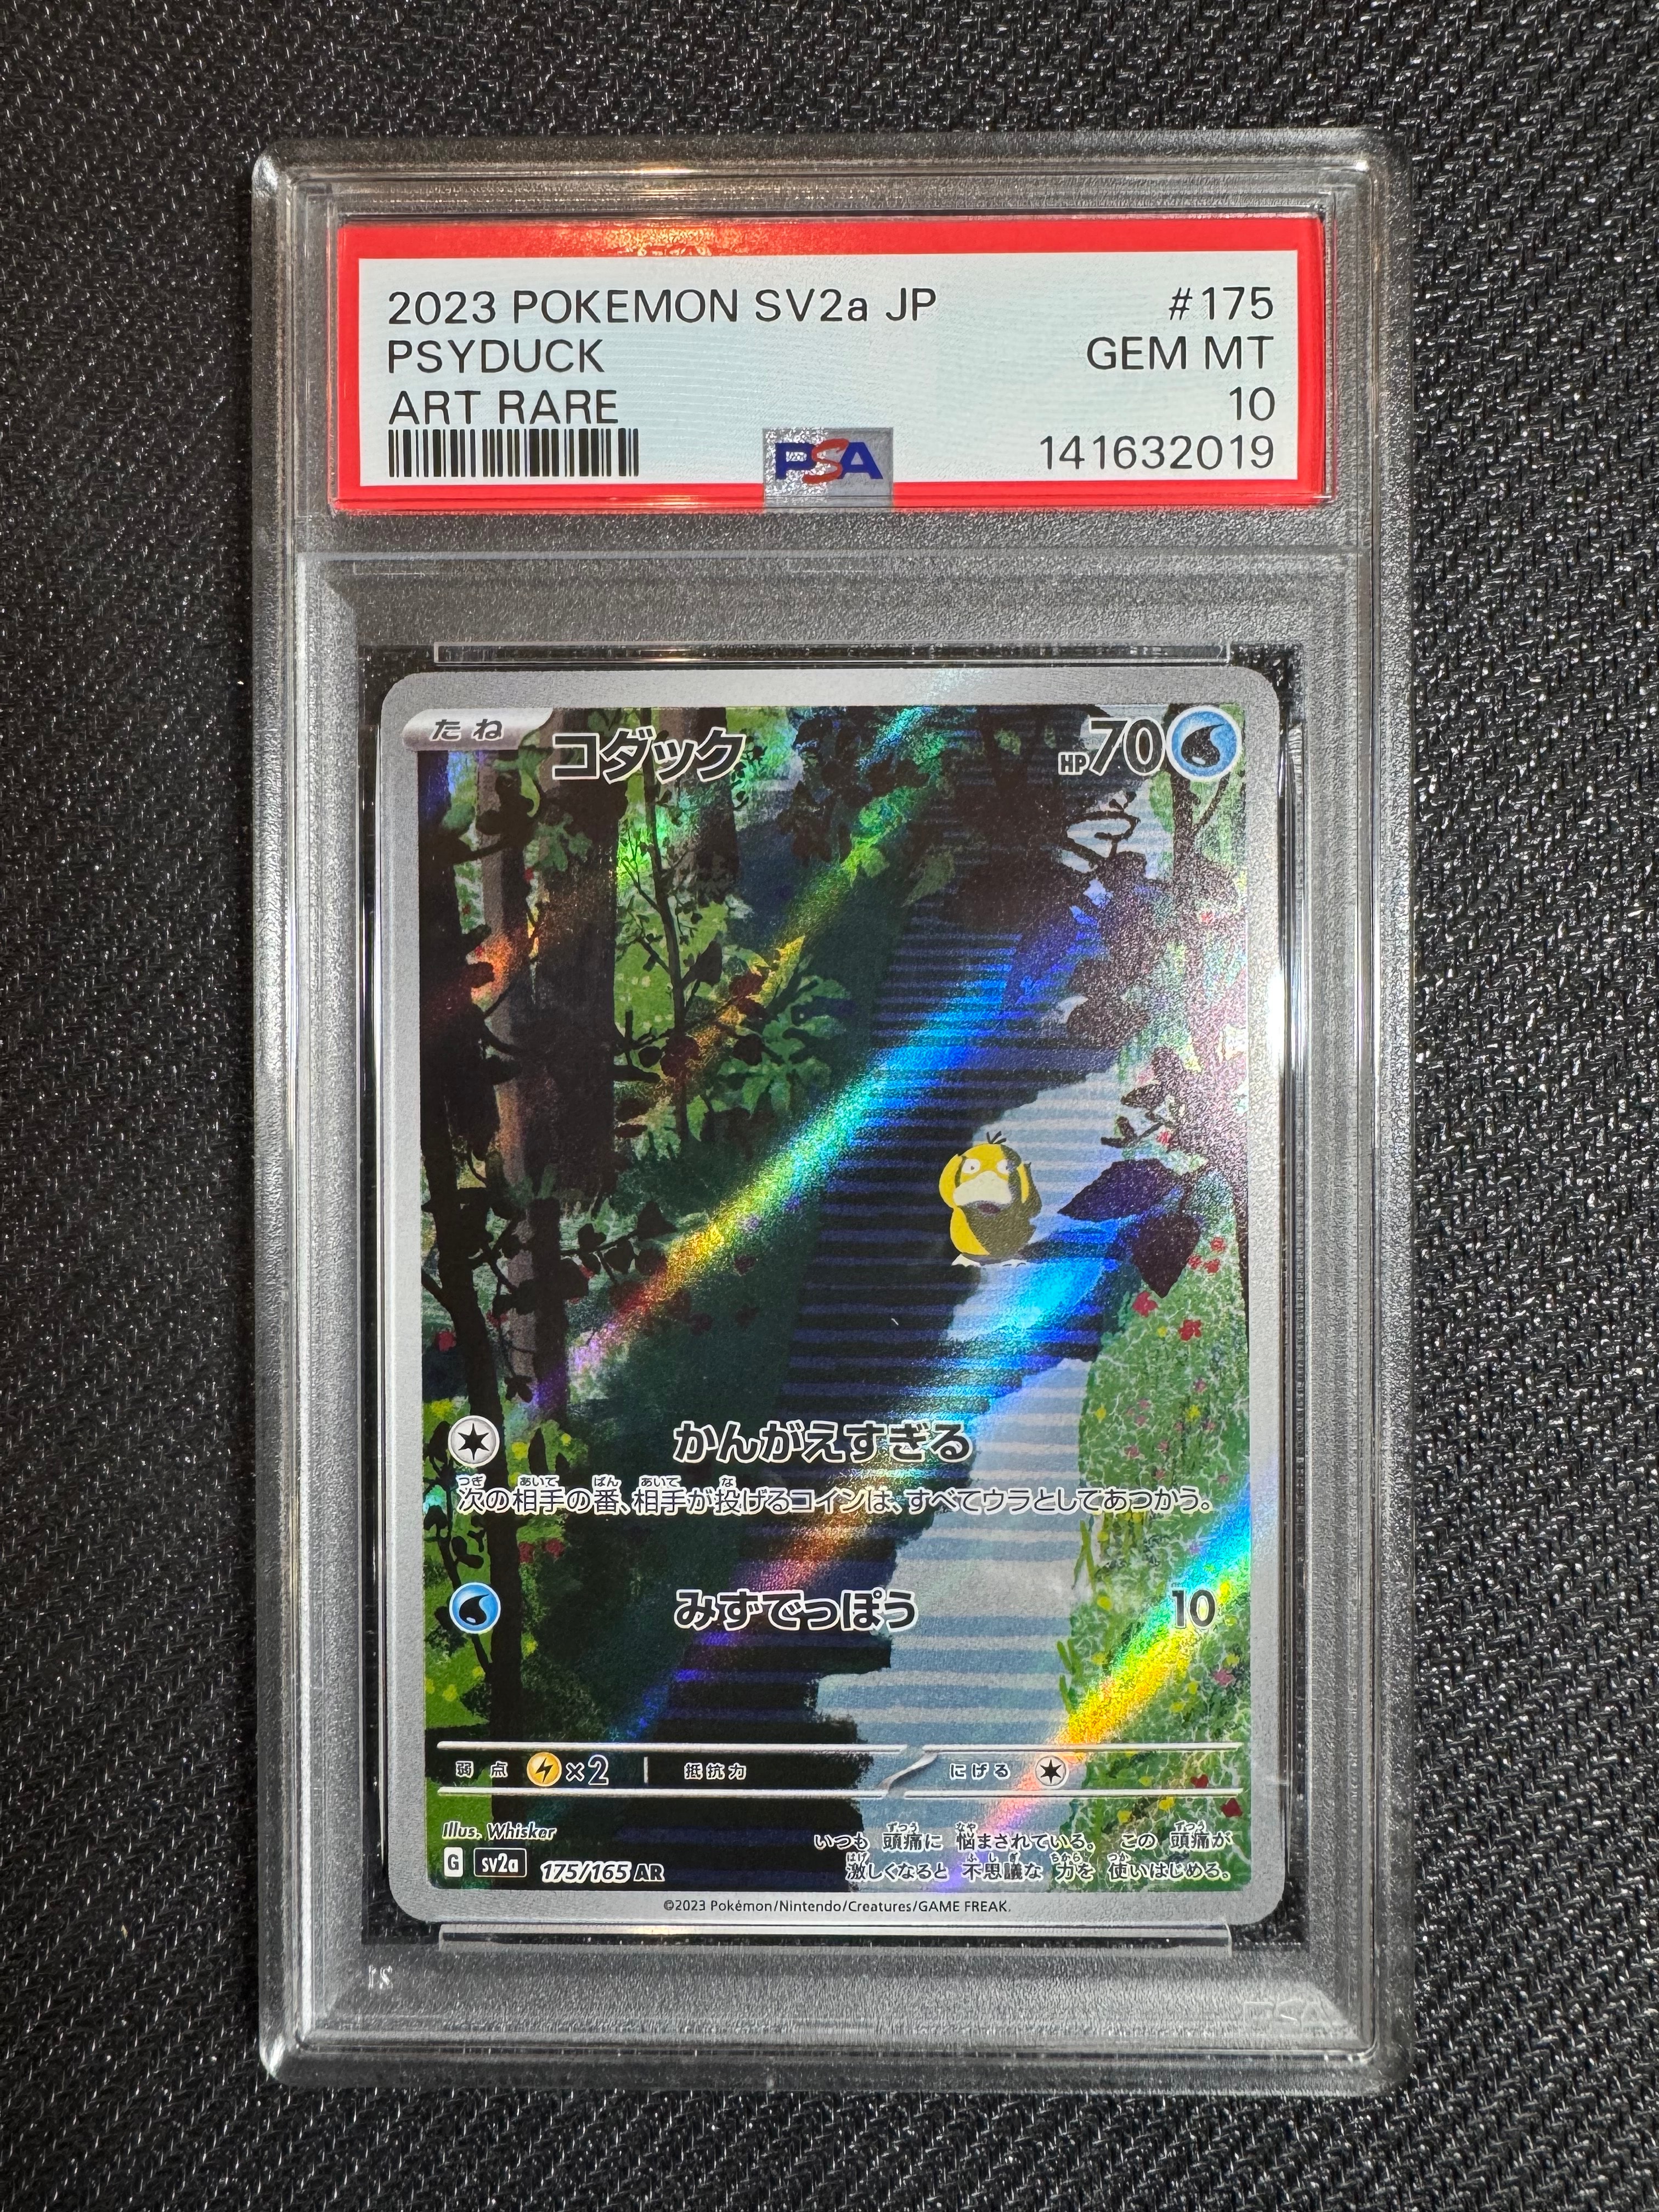 2023 POKEMON SV2a JP #175
PSYDUCK GEM MT
ART RARE 10
PSA 141632019
たね コダック HP70
かんがえすぎる
次の相手の番、相手が投げるコインは、すべてウラとしてあつかう。
みずでっぽう 10
弱点 ×2 抵抗力 にげる
Illus. Whisker
いつも 頭痛に 悩まされている。 この 頭痛が
激しくなると 不思議な 力を 使いはじめる。
G sv2a 175/165 AR
©2023 Pokémon/Nintendo/Creatures/GAME FREAK.